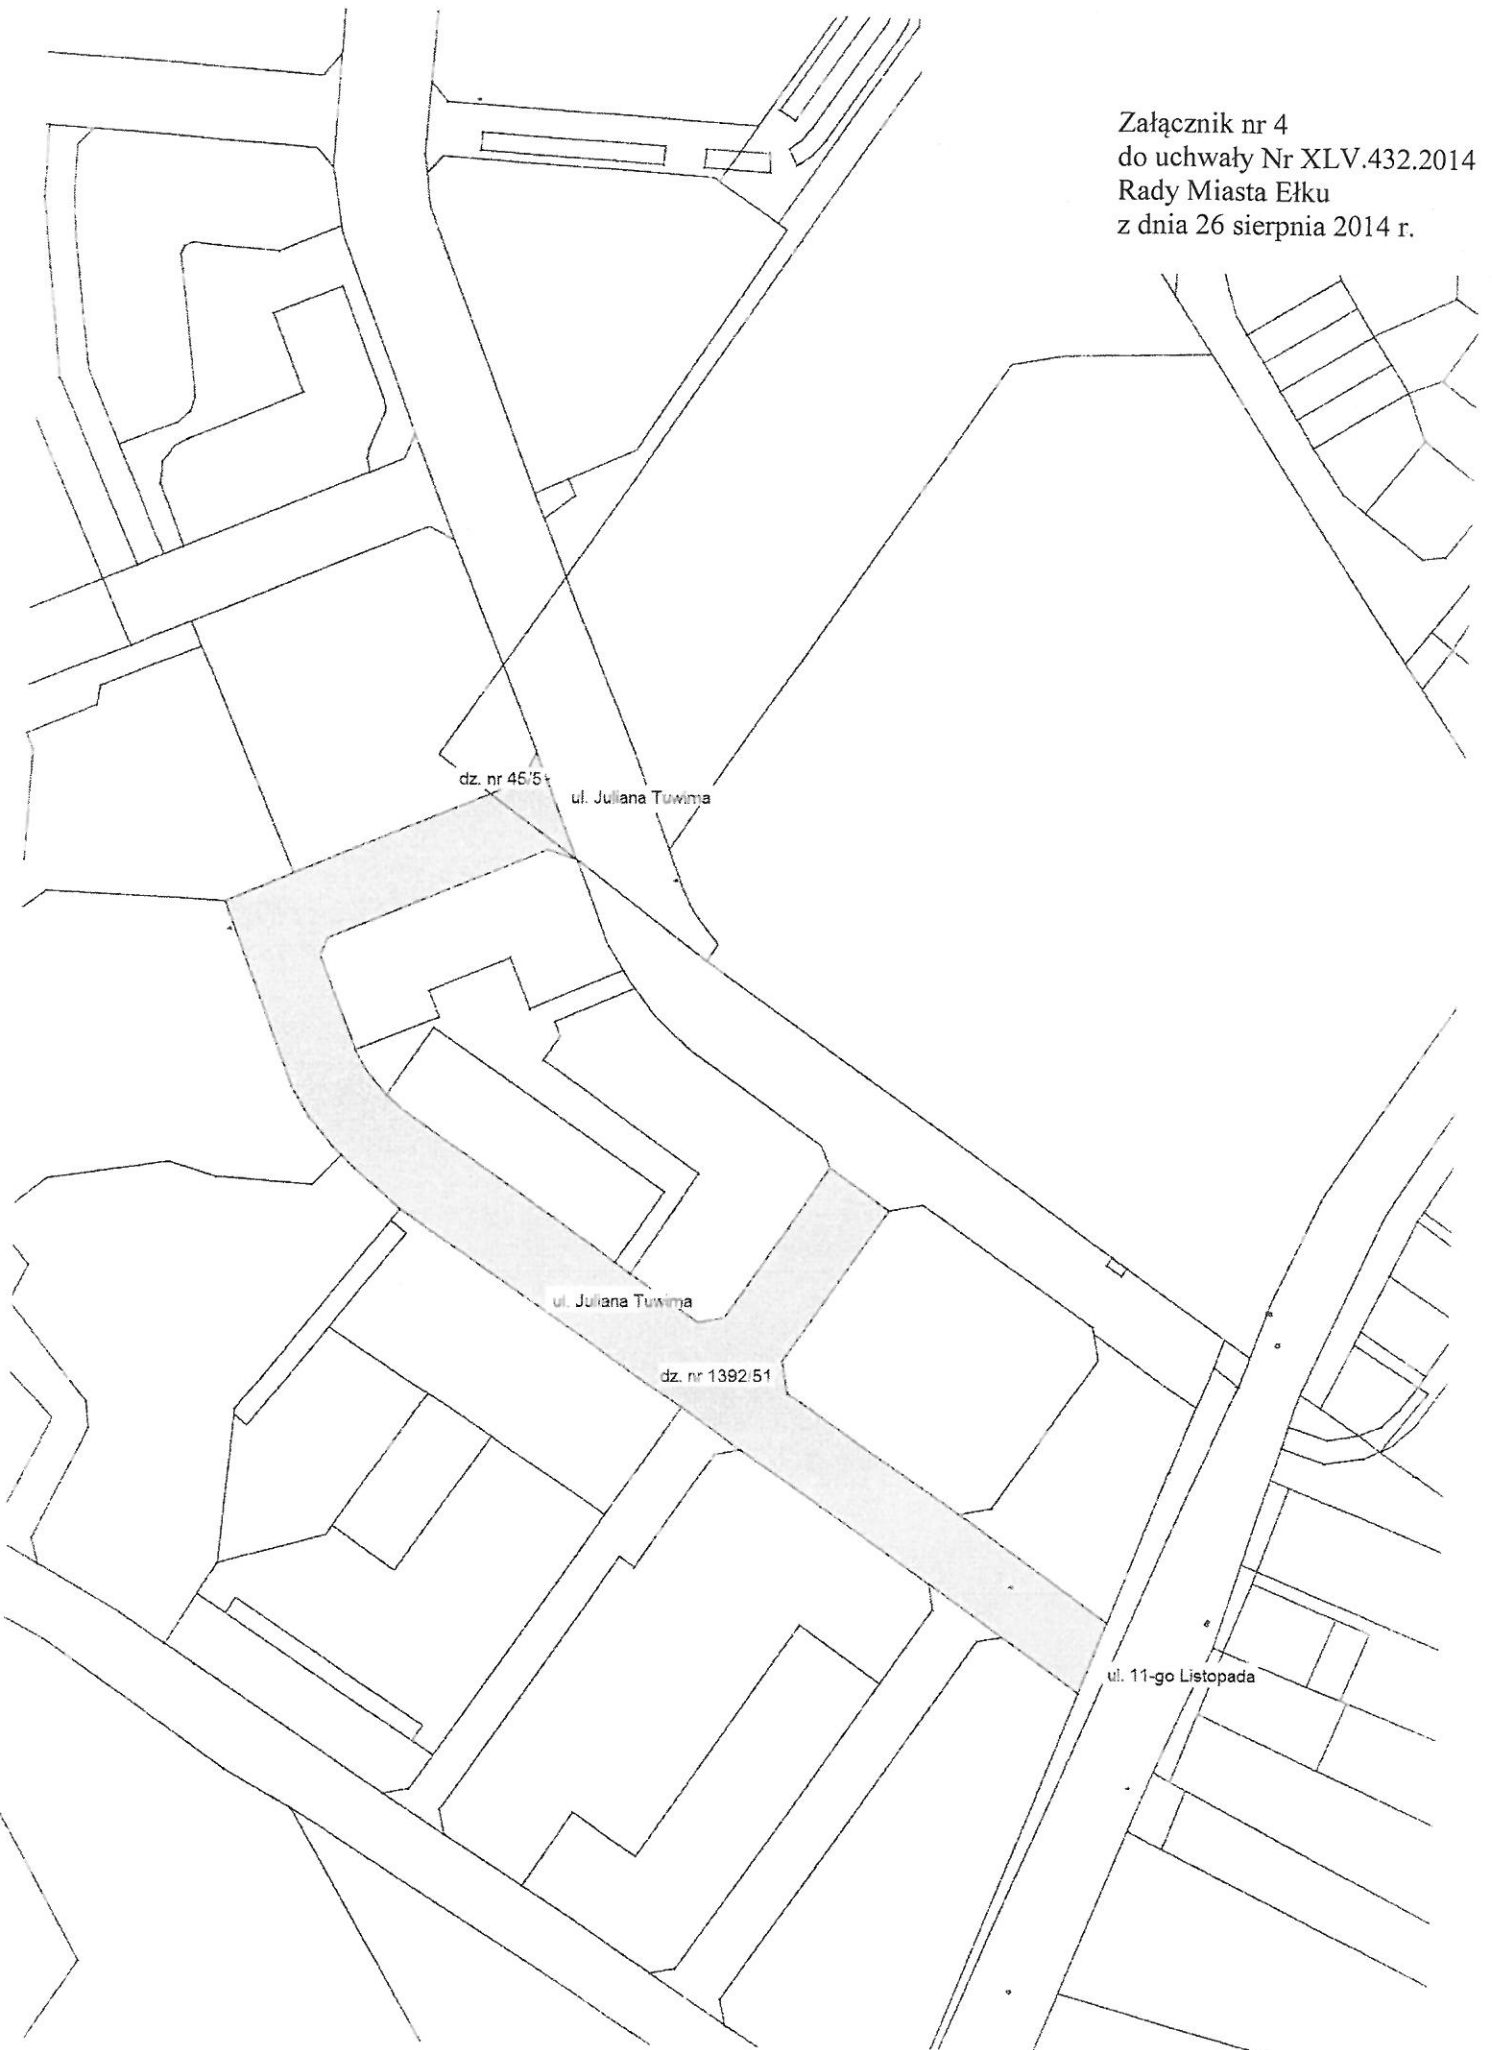 Załącznik nr 4
do uchwały Nr XLV.432.2014
Rady Miasta Ełku
z dnia 26 sierpnia 2014 r.
dz. nr 45/5
ul. Juliana Tuwima
ul. Juliana Tuwima
dz. nr 1392/51
ul. 11-go Listopada